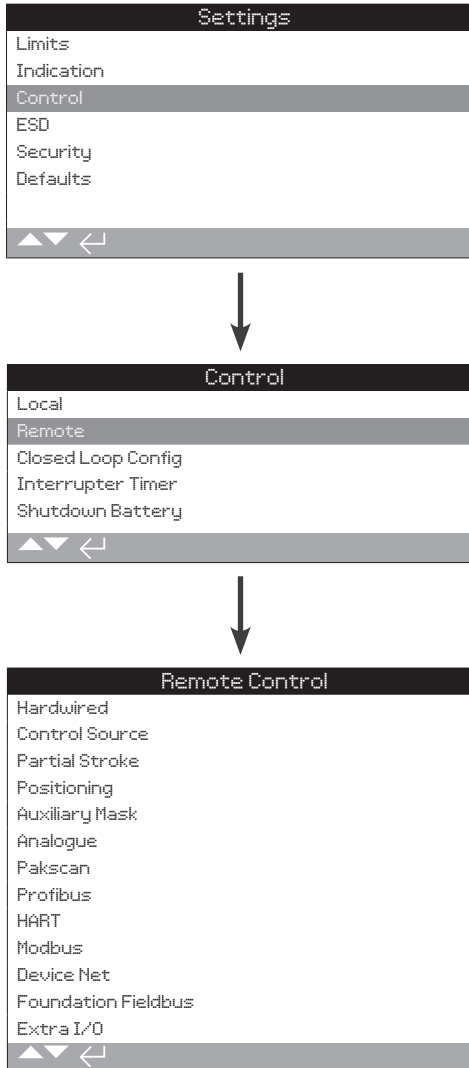 Settings
Limits
Indication
Control
ESD
Security
Defaults
Control
Local
Remote
Closed Loop Config
Interrupter Timer
Shutdown Battery
Remote Control
Hardwired
Control Source
Partial Stroke
Positioning
Auxiliary Mask
Analogue
Pakscan
Profibus
HART
Modbus
Device Net
Foundation Fieldbus
Extra I/O